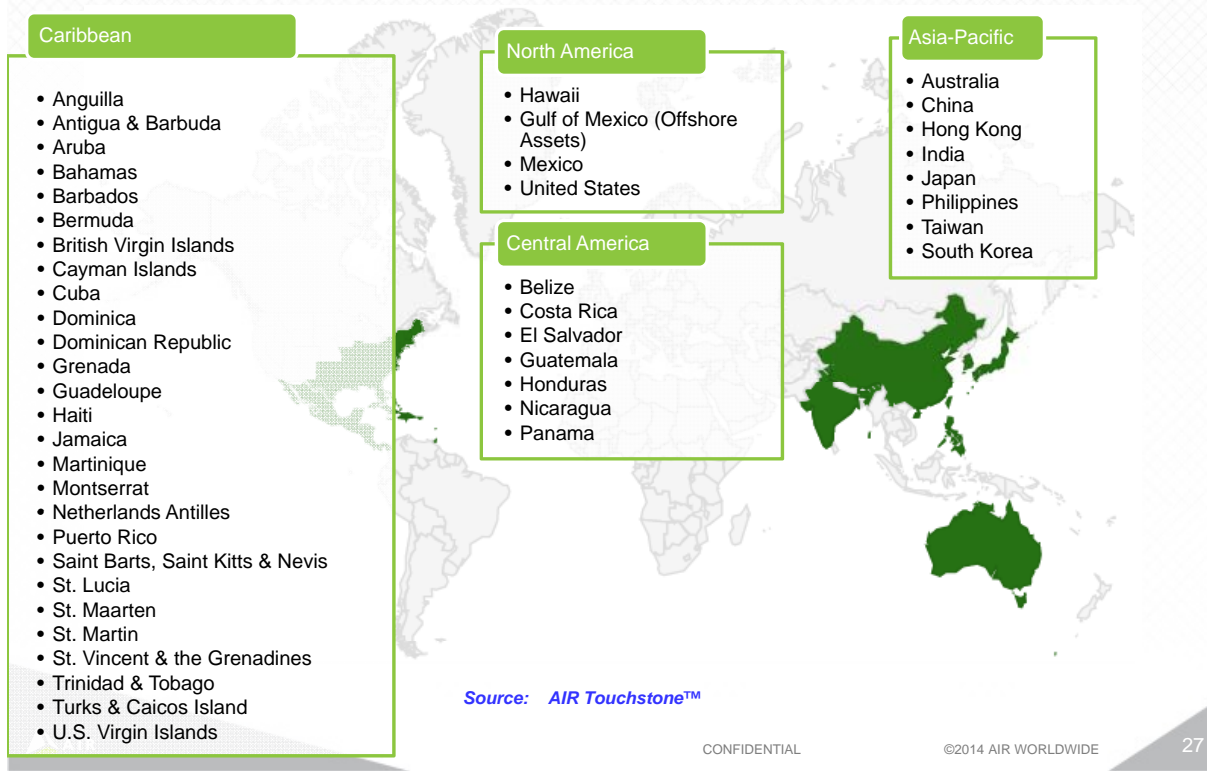 Caribbean
• Anguilla
• Antigua & Barbuda
• Aruba
• Bahamas
• Barbados
• Bermuda
• British Virgin Islands
• Cayman Islands
• Cuba
• Dominica
• Dominican Republic
• Grenada
• Guadeloupe
• Haiti
• Jamaica
• Martinique
• Montserrat
• Netherlands Antilles
• Puerto Rico
• Saint Barts, Saint Kitts & Nevis
• St. Lucia
• St. Maarten
• St. Martin
• St. Vincent & the Grenadines
• Trinidad & Tobago
• Turks & Caicos Island
• U.S. Virgin Islands
North America
• Hawaii
• Gulf of Mexico (Offshore
Assets)
• Mexico
• United States
Central America
• Belize
• Costa Rica
• El Salvador
• Guatemala
• Honduras
• Nicaragua
• Panama
Asia-Pacific
• Australia
• China
• Hong Kong
• India
• Japan
• Philippines
• Taiwan
• South Korea
Source: AIR Touchstone™
CONFIDENTIAL
©2014 AIR WORLDWIDE
27